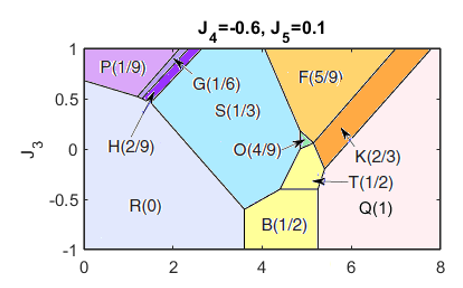 J4=-0.6, J5=0.1
1
P(1/9)
G(1/6)
F(5/9)
0.5
S(1/3)
J3
H(2/9)
O(4/9)
0
K(2/3)
T(1/2)
-0.5
R(0)
B(1/2)
Q(1)
-1
0 2 4 6 8